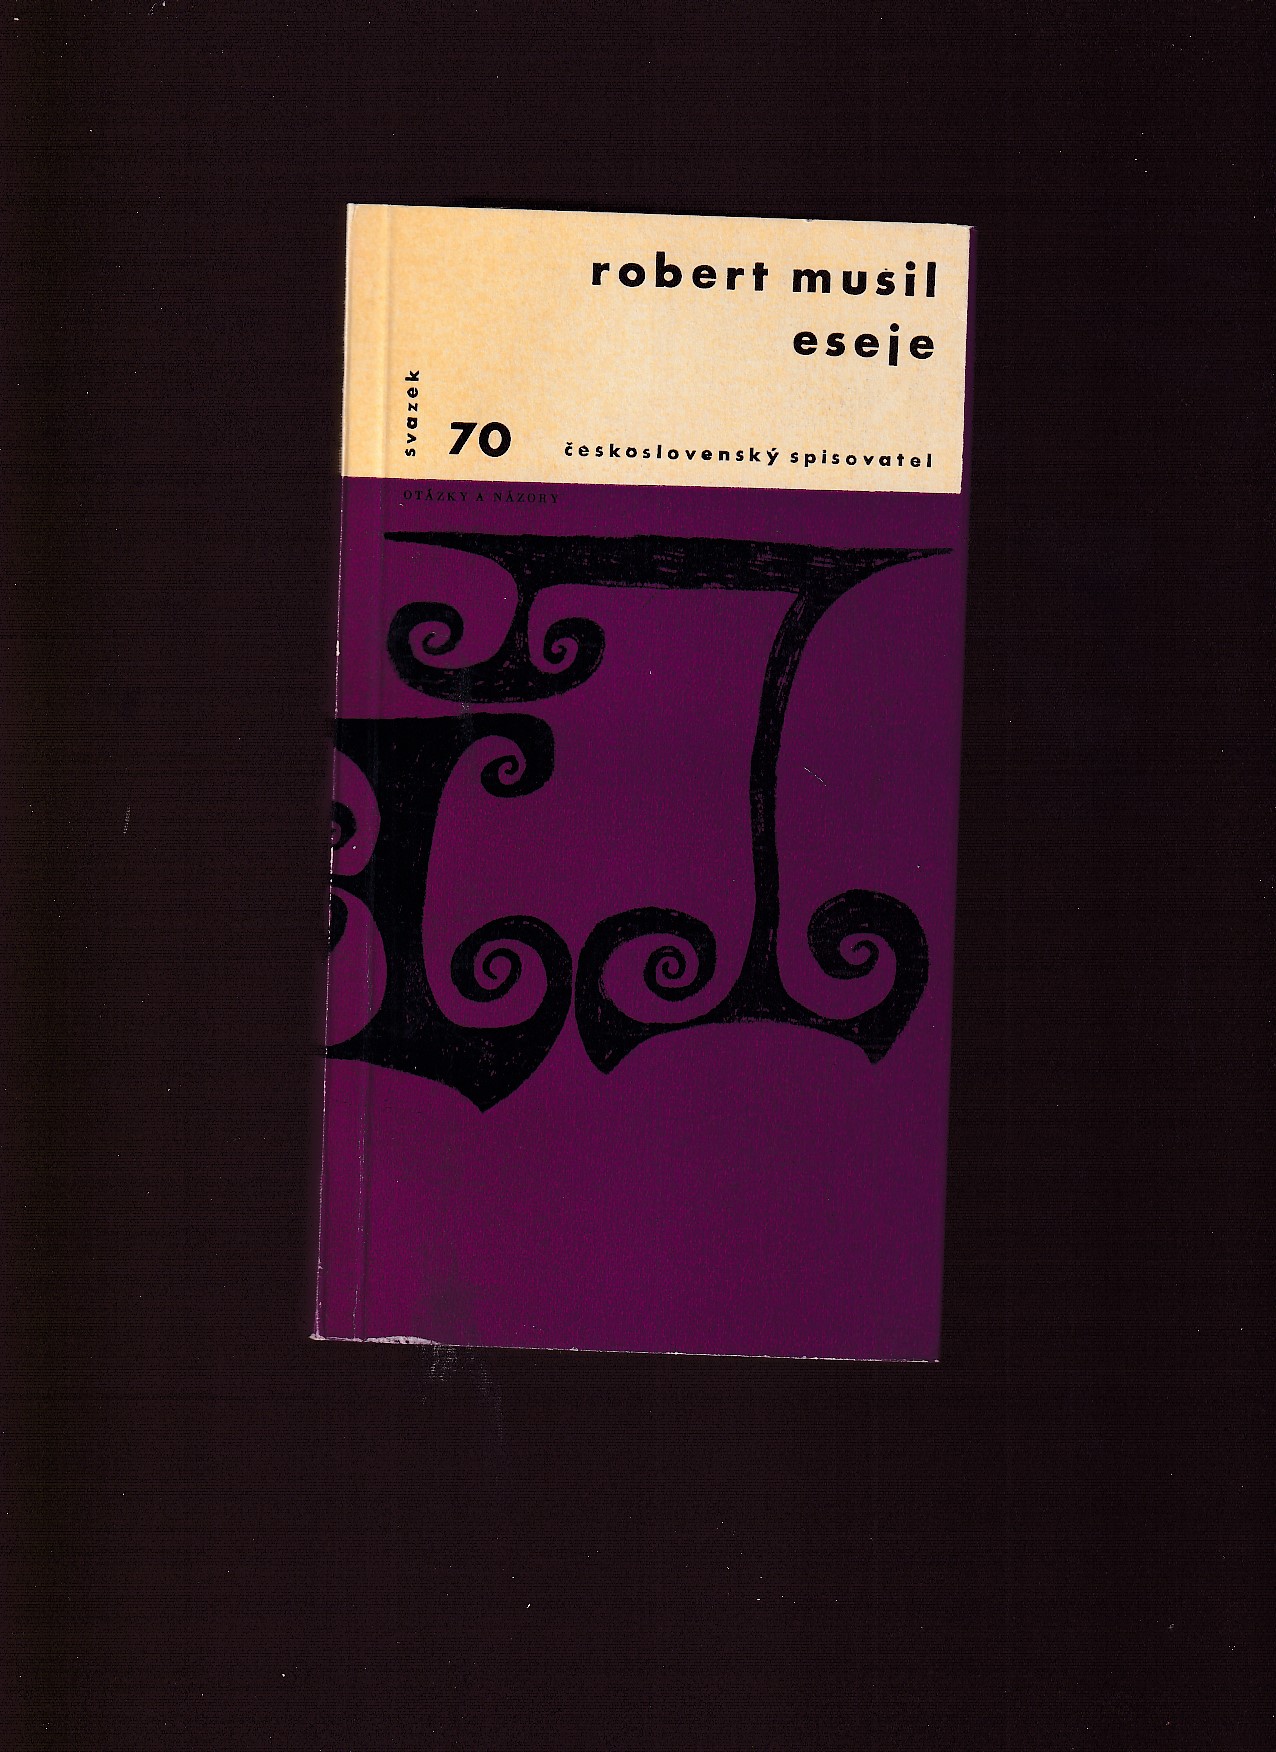 robert musil
eseje
svazek
70
československý spisovatel
OTÁZKY A NÁZORY